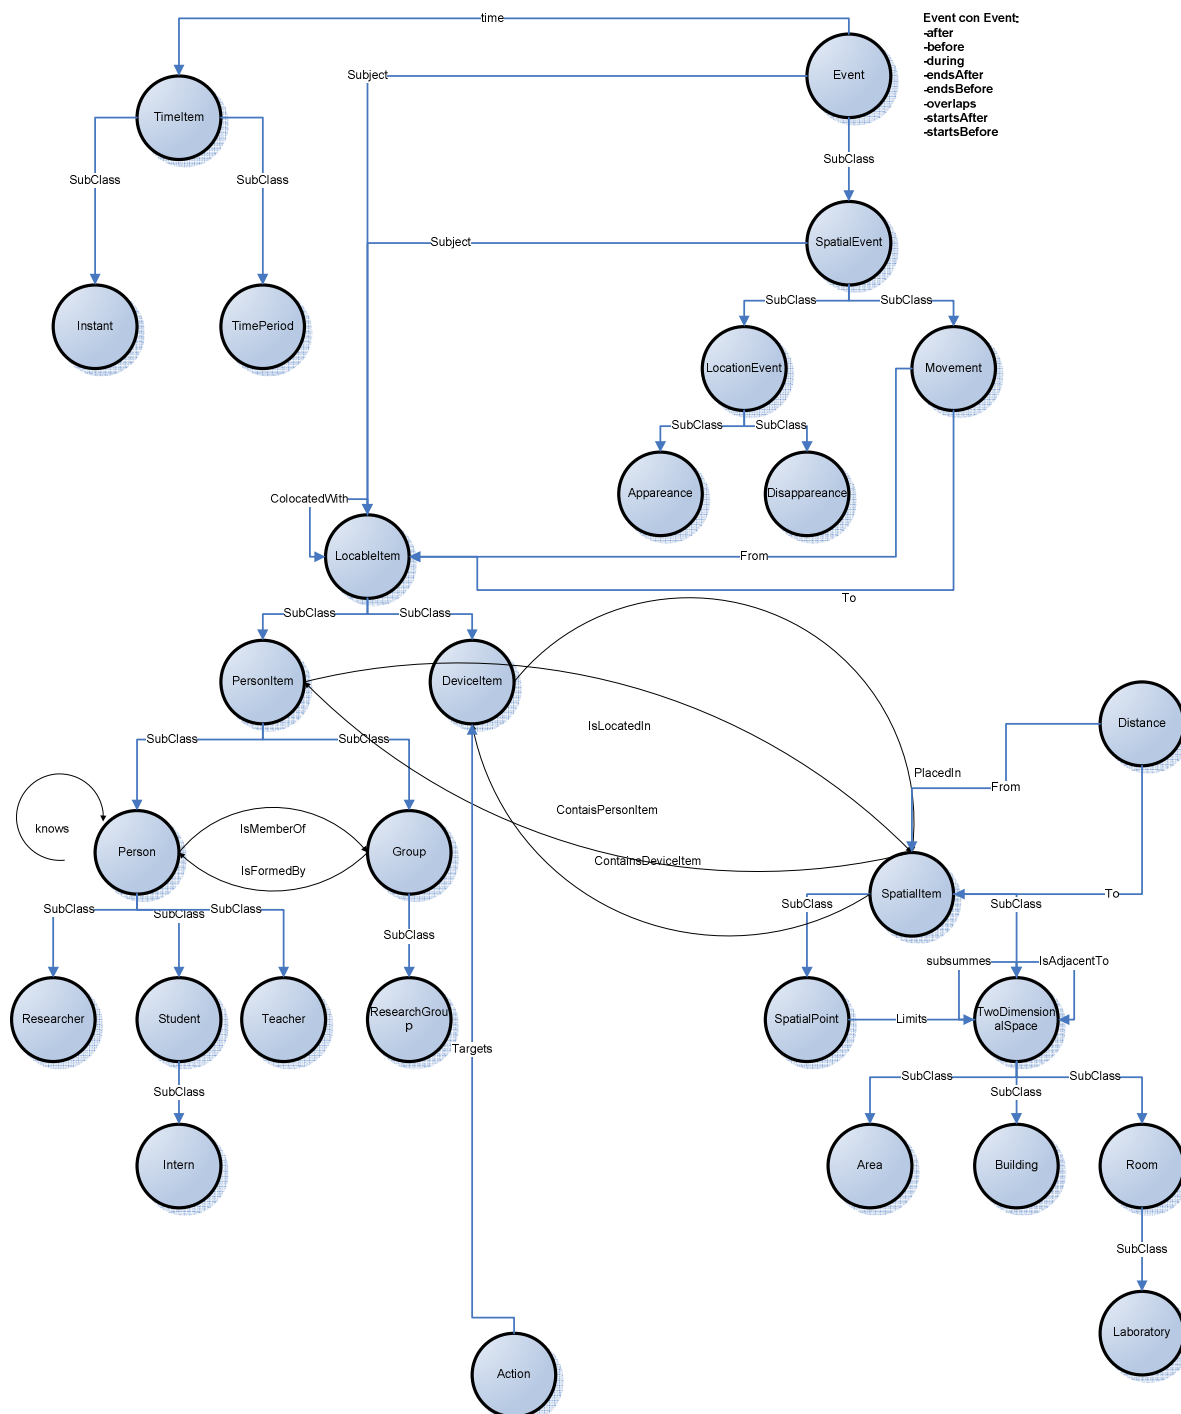 time
Event con Event:
-after
-before
-during
-endsAfter
-endsBefore
-overlaps
-startsAfter
-startsBefore
Subject
Event
TimeItem
SubClass
SubClass
SubClass
Subject
SpatialEvent
SubClass
SubClass
Instant
TimePeriod
LocationEvent
Movement
SubClass
SubClass
Appareance
Disappareance
ColocatedWith
LocableItem
From
To
SubClass
SubClass
PersonItem
DeviceItem
IsLocatedIn
Distance
SubClass
SubClass
PlacedIn
From
ContaisPersonItem
knows
IsMemberOf
Person
Group
IsFormedBy
ContainsDeviceItem
SpatialItem
To
SubClass
SubClass
SubClass
SubClass
SubClass
SubClass
subsummes
IsAdjacentTo
Researcher
Student
Teacher
ResearchGrou
p
SpatialPoint
Limits
TwoDimension
alSpace
Targets
SubClass
SubClass
SubClass
SubClass
Intern
Area
Building
Room
SubClass
Laboratory
Action